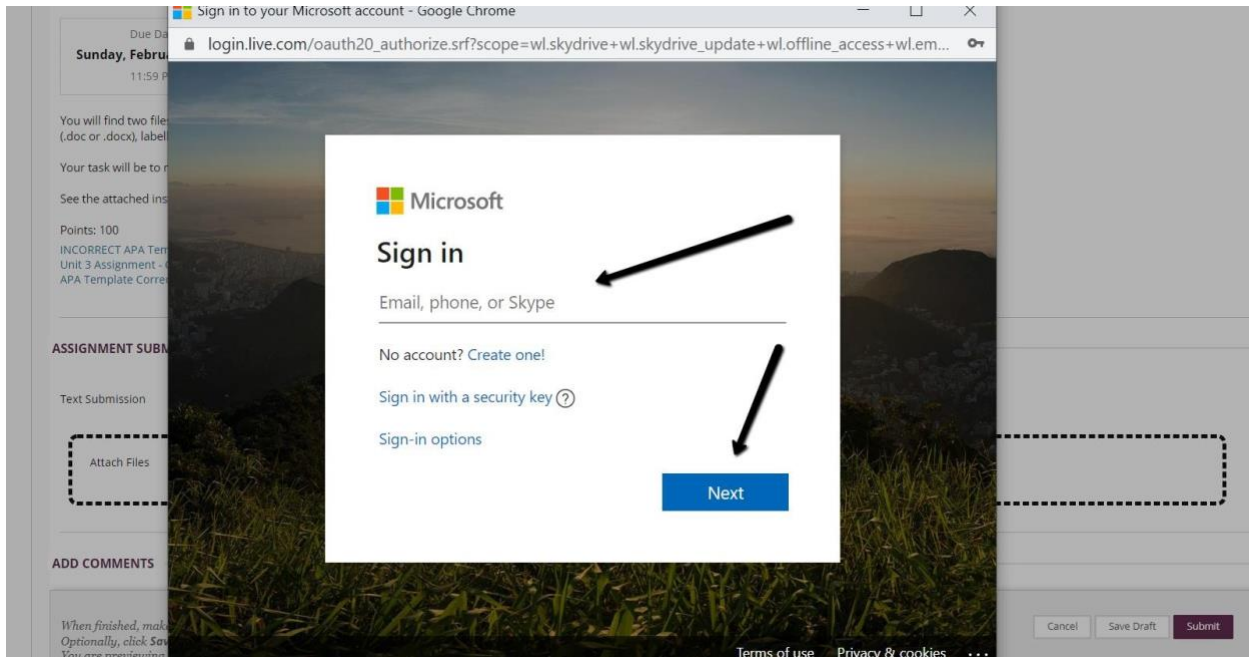 Sign in to your Microsoft account - Google Chrome
login.live.com/oauth20_authorize.srf?scope=wl.skydrive+wl.skydrive_update+wl.offline_access+wl.em...
Due Da
Sunday, Febru
11:59 P
You will find two file
(.doc or .docx), label
Your task will be to
See the attached ins
Points: 100
INCORRECT APA Tem
Unit 3 Assignment -
APA Template Corre
ASSIGNMENT SUBM
Text Submission
Attach Files
ADD COMMENTS
When finished, mak
Optionally, click Sav
You are previewing
Microsoft
Sign in
Email, phone, or Skype
No account? Create one!
Sign in with a security key ?
Sign-in options
Next
Terms of use Privacy & cookies ...
Cancel Save Draft Submit